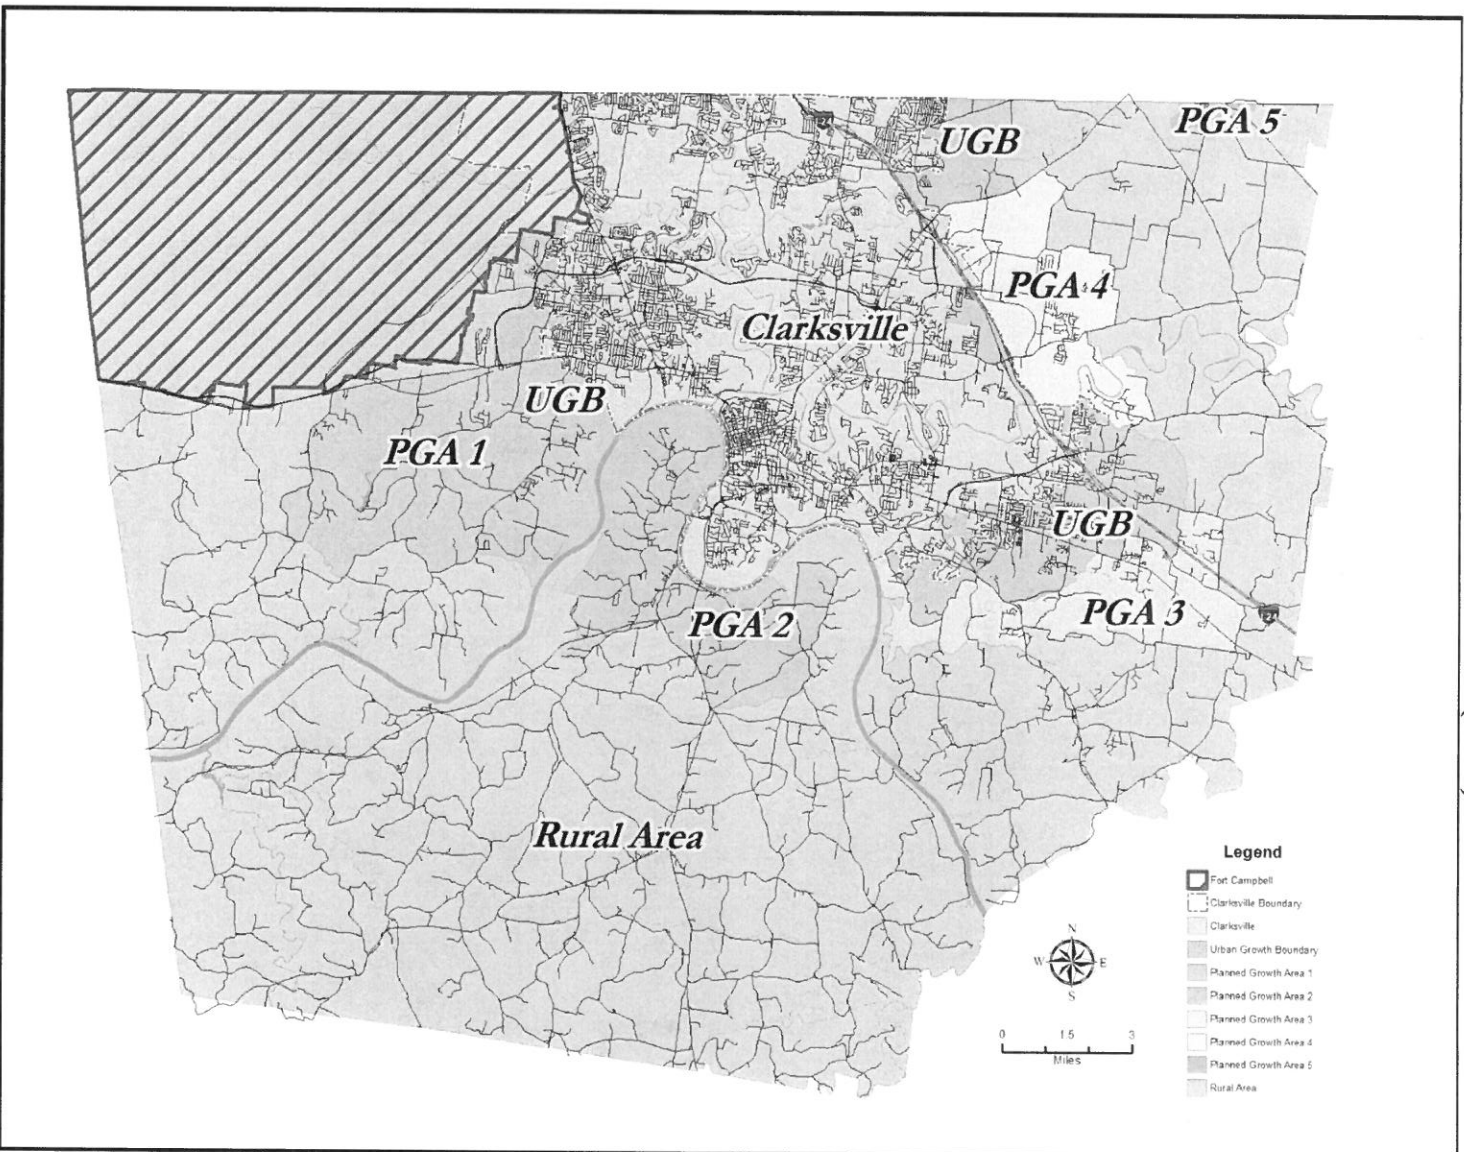 PGA 5
UGB
PGA 4
Clarksville
UGB
PGA 1
UGB
PGA 2
PGA 3
Rural Area
Legend
Fort Campbell
Clarksville Boundary
Clarksville
Urban Growth Boundary
Planned Growth Area 1
Planned Growth Area 2
Planned Growth Area 3
Planned Growth Area 4
Planned Growth Area 5
Rural Area
N
W E
S
0 1.5 3
Miles